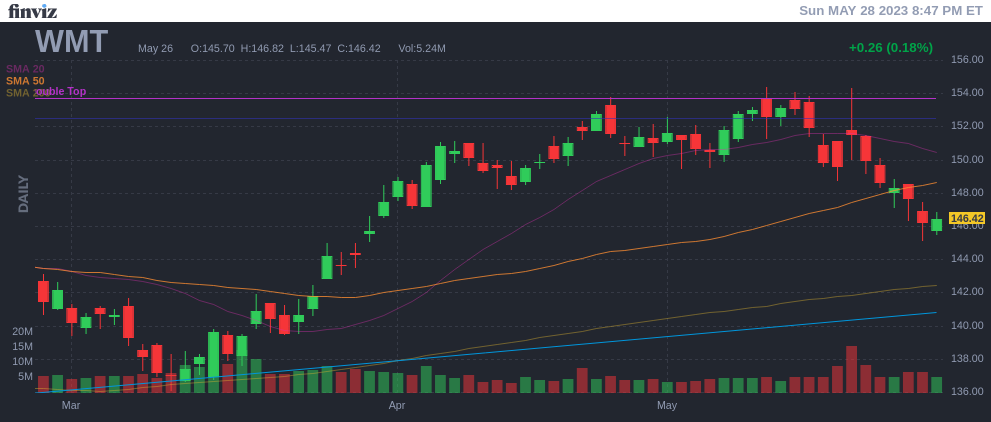 finviz
Sun MAY 28 2023 8:47 PM ET
WMT
May 26 O:145.70 H:146.82 L:145.47 C:146.42 Vol:5.24M
+0.26 (0.18%)
SMA 20
SMA 50
SMA
uble Top
DAILY
156.00
154.00
152.00
150.00
148.00
146.42
146.00
144.00
142.00
140.00
138.00
136.00
20M
15M
10M
5M
Mar Apr May